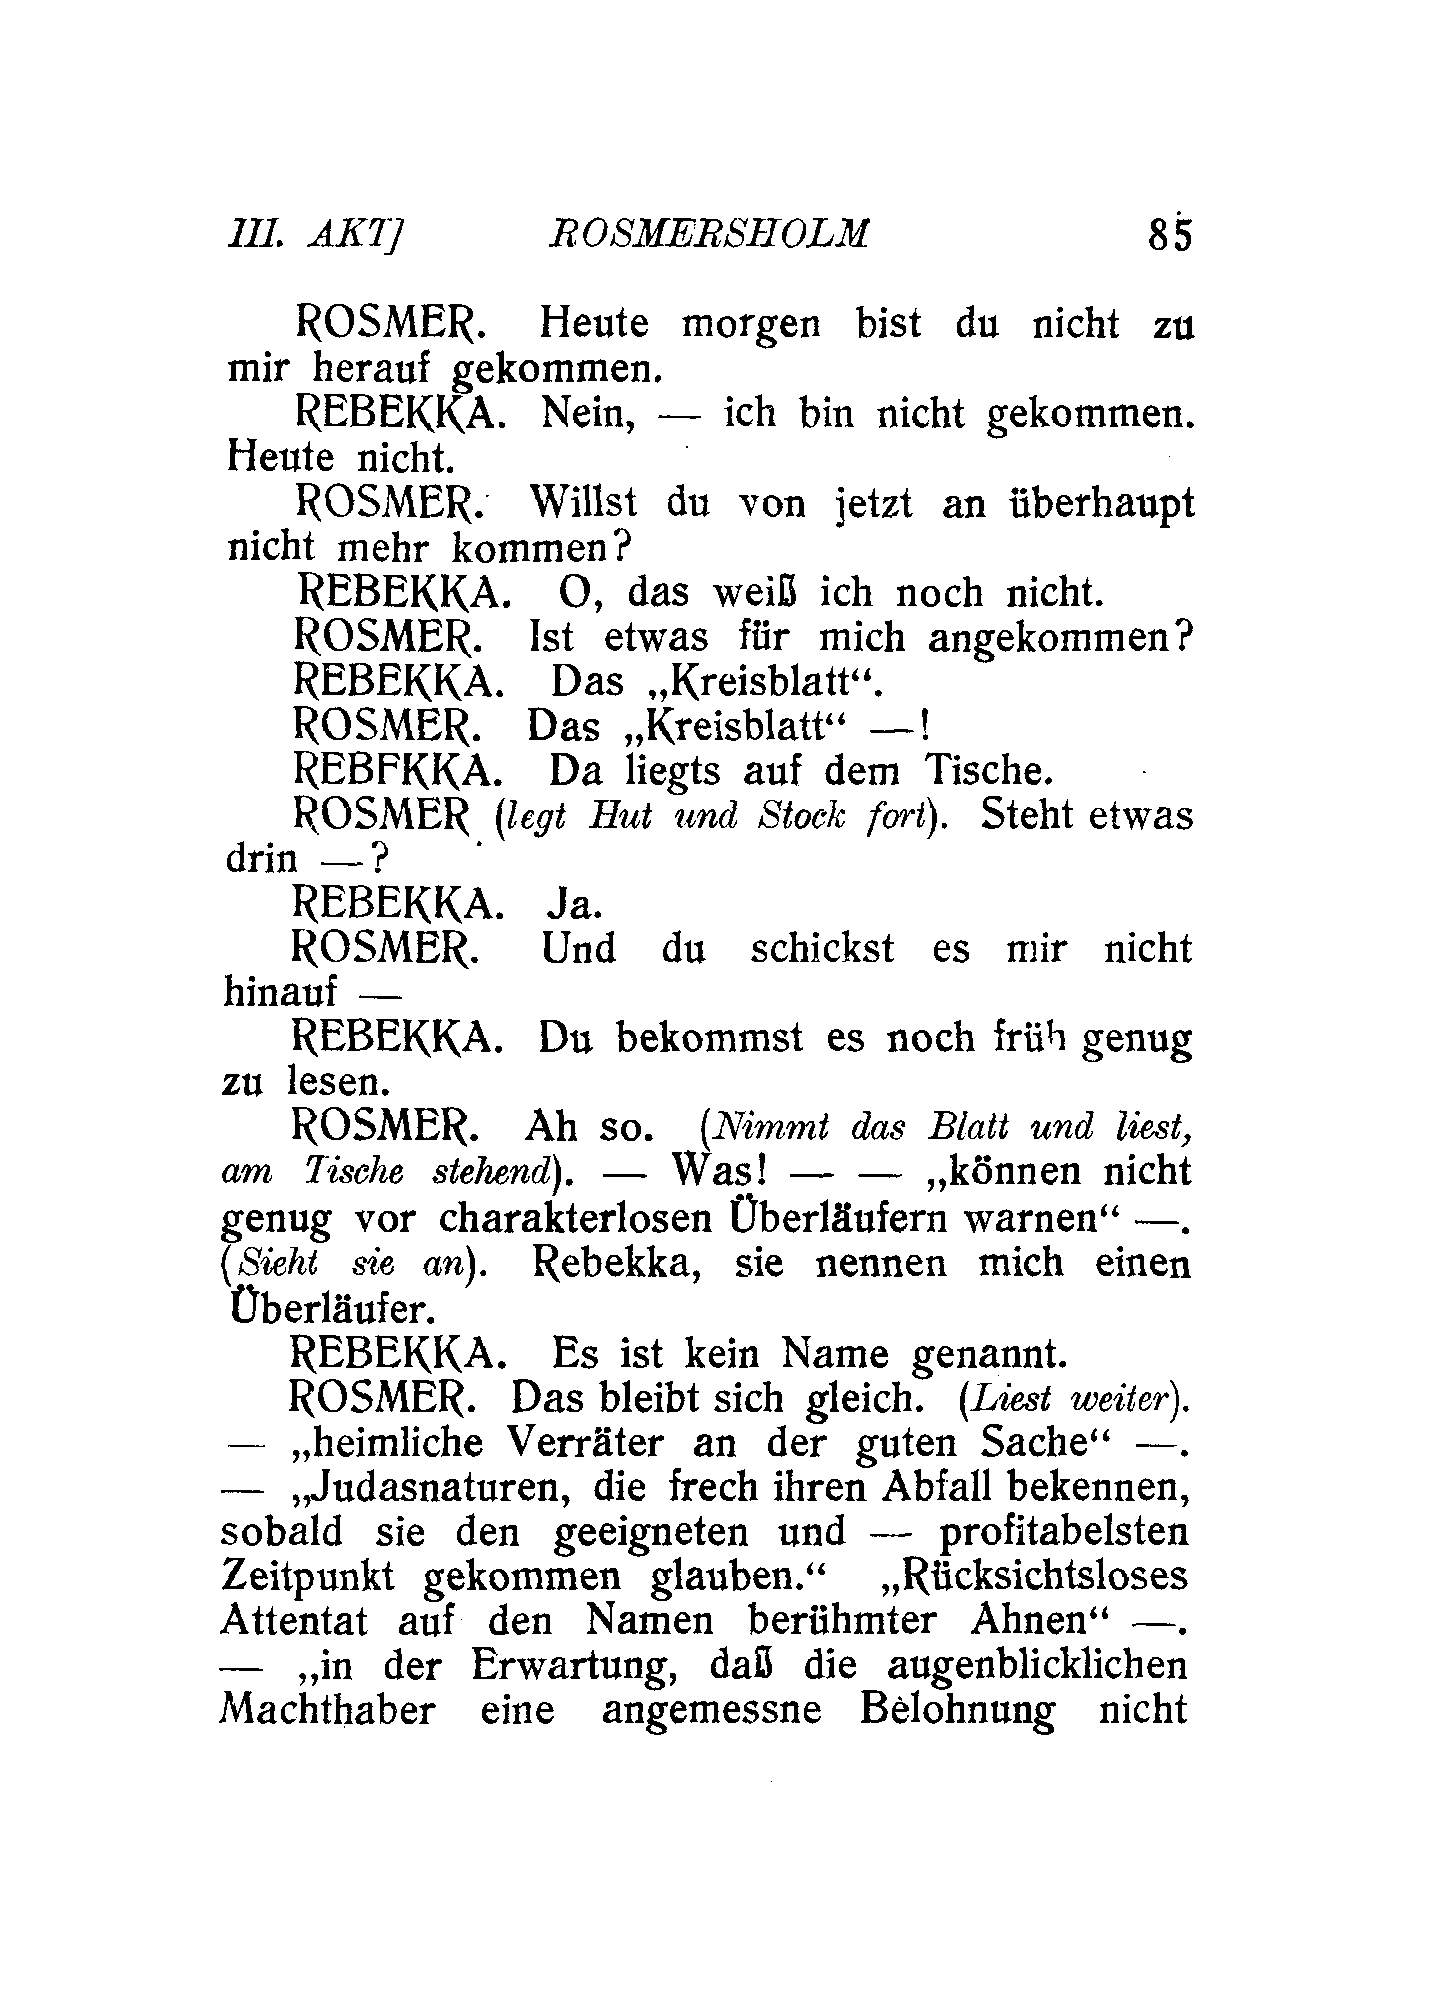 III. AKT] ROSMERSHOLM 85
ROSMER. Heute morgen bist du nicht zu
mir herauf gekommen.
REBEKKA. Nein, — ich bin nicht gekommen.
Heute nicht.
ROSMER. Willst du von jetzt an überhaupt
nicht mehr kommen?
REBEKKA. O, das weiß ich noch nicht.
ROSMER. Ist etwas für mich angekommen?
REBEKKA. Das „Kreisblatt“.
ROSMER. Das „Kreisblatt“ —!
REBFKKA. Da liegts auf dem Tische.
ROSMER (legt Hut und Stock fort). Steht etwas
drin —?
REBEKKA. Ja.
ROSMER. Und du schickst es mir nicht
hinauf —
REBEKKA. Du bekommst es noch früh genug
zu lesen.
ROSMER. Ah so. (Nimmt das Blatt und liest,
am Tische stehend). — Was! — — „können nicht
genug vor charakterlosen Überläufern warnen“ —.
(Sieht sie an). Rebekka, sie nennen mich einen
Überläufer.
REBEKKA. Es ist kein Name genannt.
ROSMER. Das bleibt sich gleich. (Liest weiter).
— „heimliche Verräter an der guten Sache“ —.
— „Judasnaturen, die frech ihren Abfall bekennen,
sobald sie den geeigneten und — profitabelsten
Zeitpunkt gekommen glauben.“ „Rücksichtsloses
Attentat auf den Namen berühmter Ahnen“ —.
— „in der Erwartung, daß die augenblicklichen
Machthaber eine angemessne Belohnung nicht